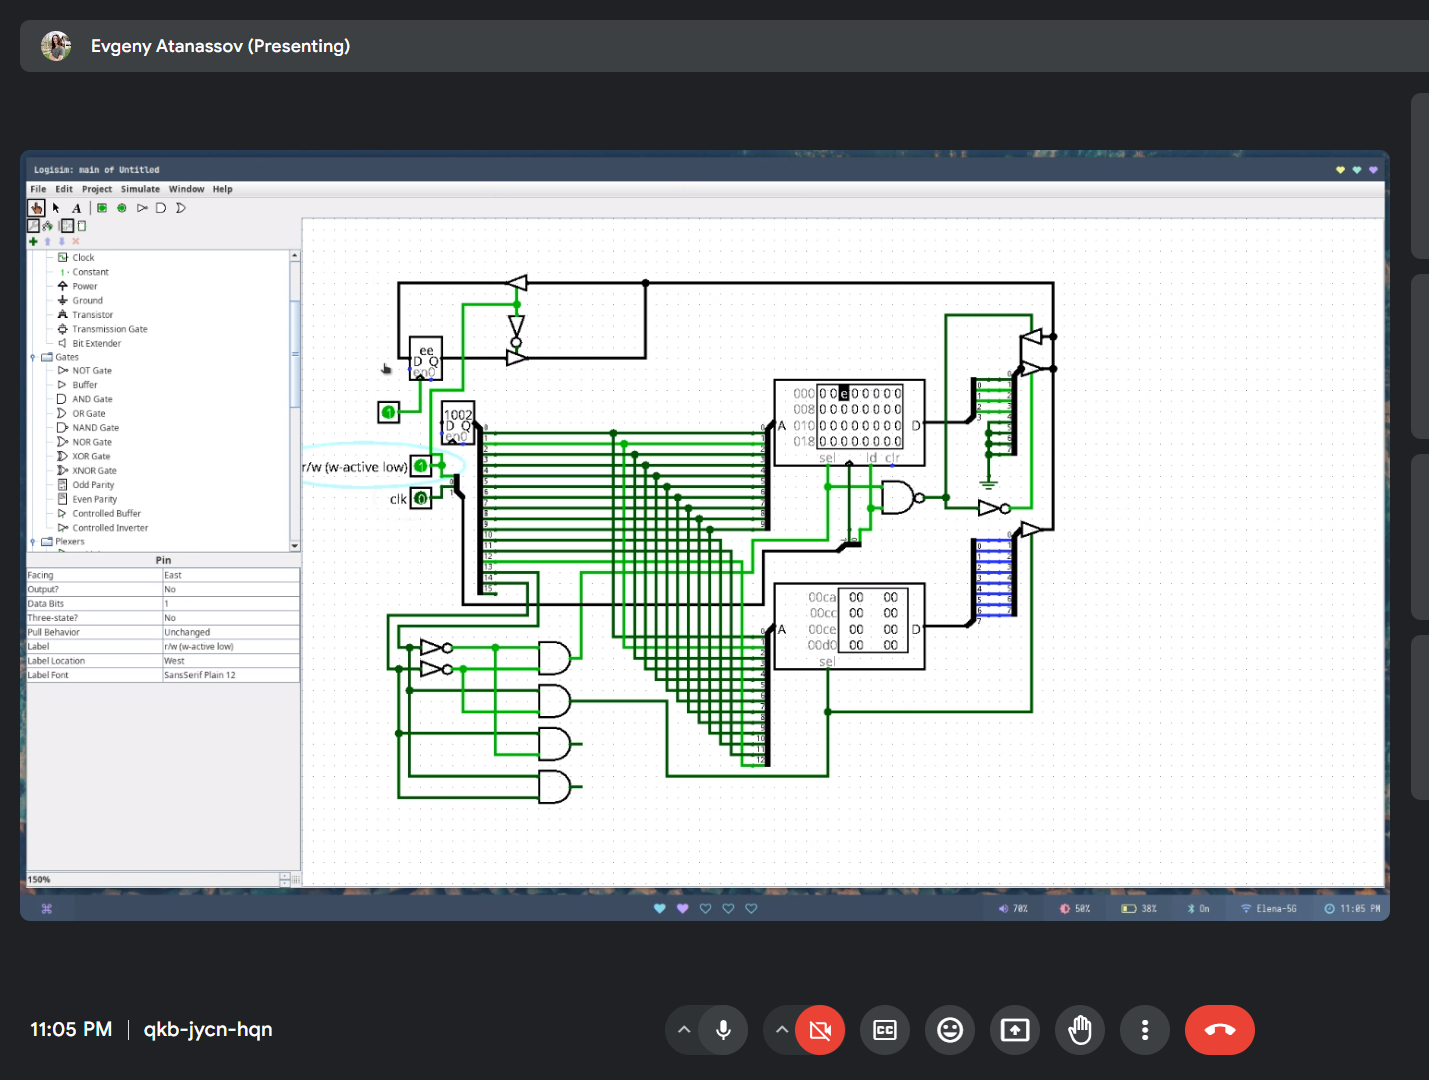 Evgeny Atanassov (Presenting)
Logisim: main of Untitled
File Edit Project Simulate Window Help
A
Clock
1 Constant
Power
Ground
Transistor
Transmission Gate
Bit Extender
Gates
NOT Gate
Buffer
AND Gate
OR Gate
NAND Gate
NOR Gate
XOR Gate
XNOR Gate
Odd Parity
Even Parity
Controlled Buffer
Controlled Inverter
Plexers
Pin
Facing East
Output? No
Data Bits 1
Three-state? No
Pull Behavior Unchanged
Label r/w (w-active low)
Label Location West
Label Font SansSerif Plain 12
150%
ee
D Q
en0
1
1002
D Q
en0
r/w (w-active low) 1
clk 0
000 0 0 e 0 0 0 0 0
008 0 0 0 0 0 0 0 0
010 0 0 0 0 0 0 0 0
018 0 0 0 0 0 0 0 0
A D
sel ld clr
00ca 00 00
00cc 00 00
00ce 00 00
00d0 00 00
A D
sel
70% 50% 38% On Elena-5G 11:05 PM
11:05 PM | qkb-jycn-hqn
CC